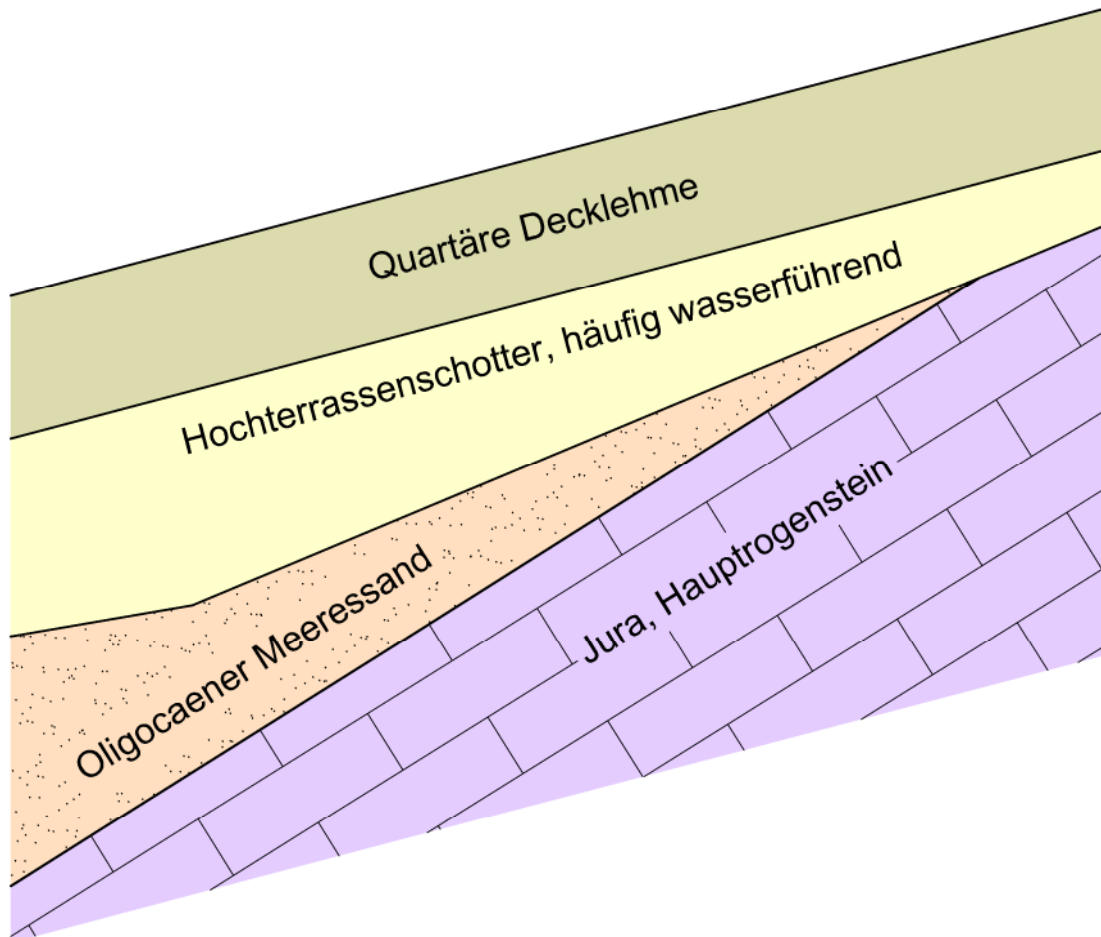 Quartäre Decklehme
Hochterrassenschotter, häufig wasserführend
Oligocaener Meeressand
Jura, Hauptrogenstein